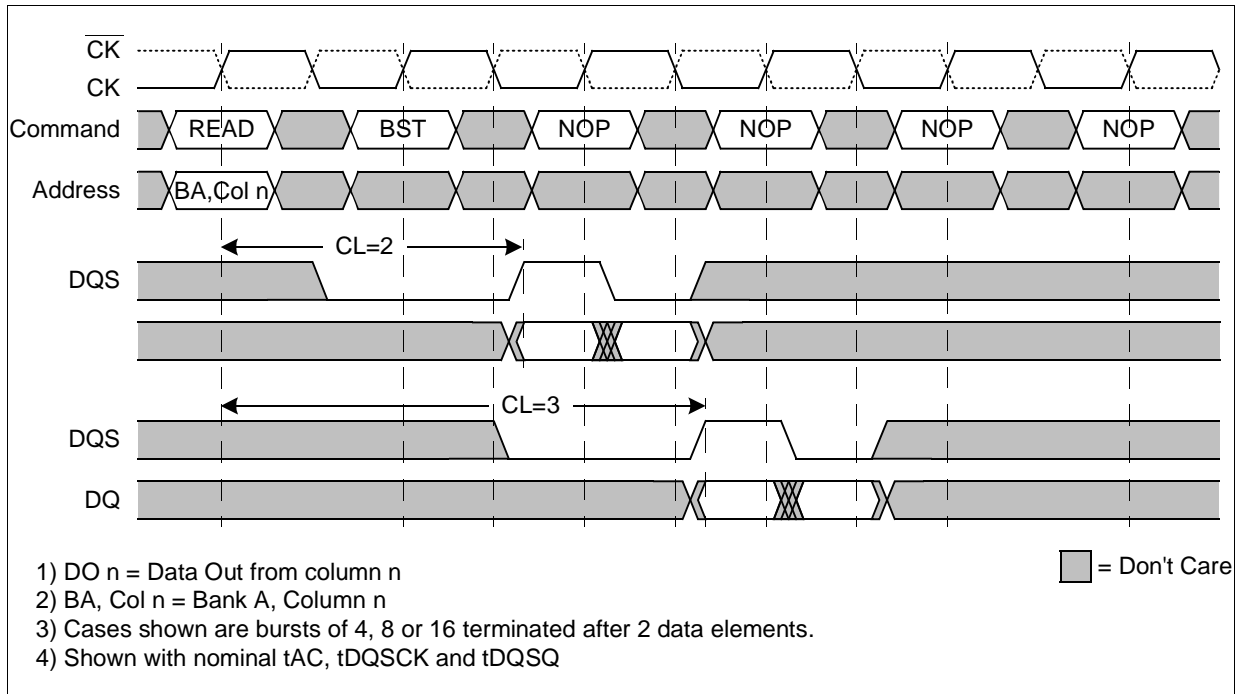 CK
CK
Command READ BST NOP NOP NOP NOP
Address BA,Col n
CL=2
DQS
CL=3
DQS
DQ
1) DO n = Data Out from column n
2) BA, Col n = Bank A, Column n
3) Cases shown are bursts of 4, 8 or 16 terminated after 2 data elements.
4) Shown with nominal tAC, tDQSCK and tDQSQ
= Don't Care